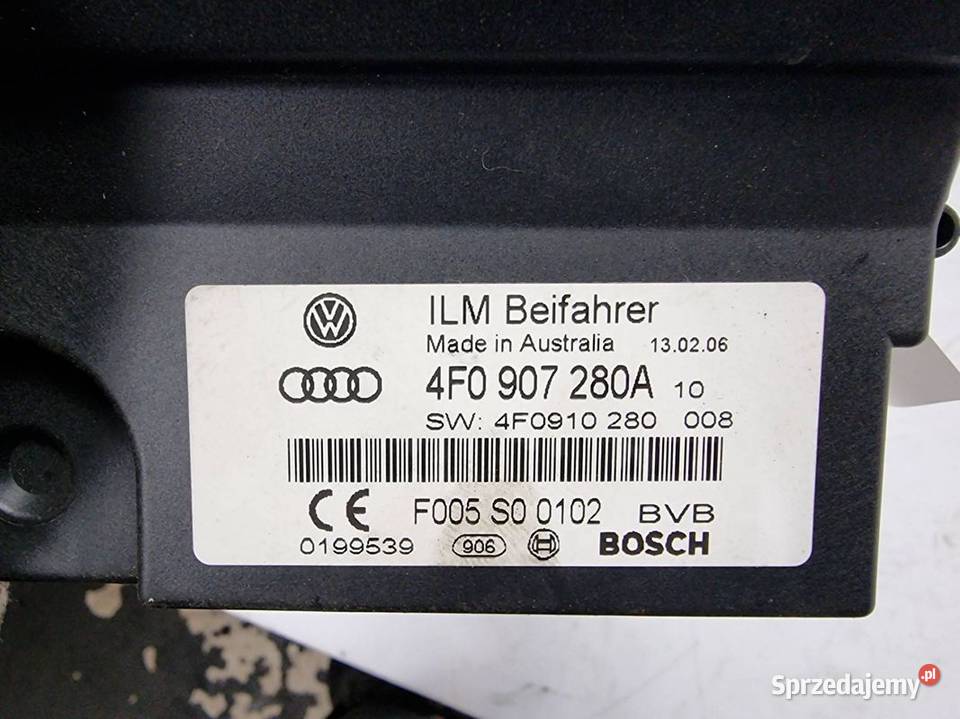 ILM Beifahrer
Made in Australia 13.02.06
4F0 907 280A 10
SW: 4F0910 280 008
CE F005 S0 0102 BVB
0199539 906 BOSCH
Sprzedajemy.pl